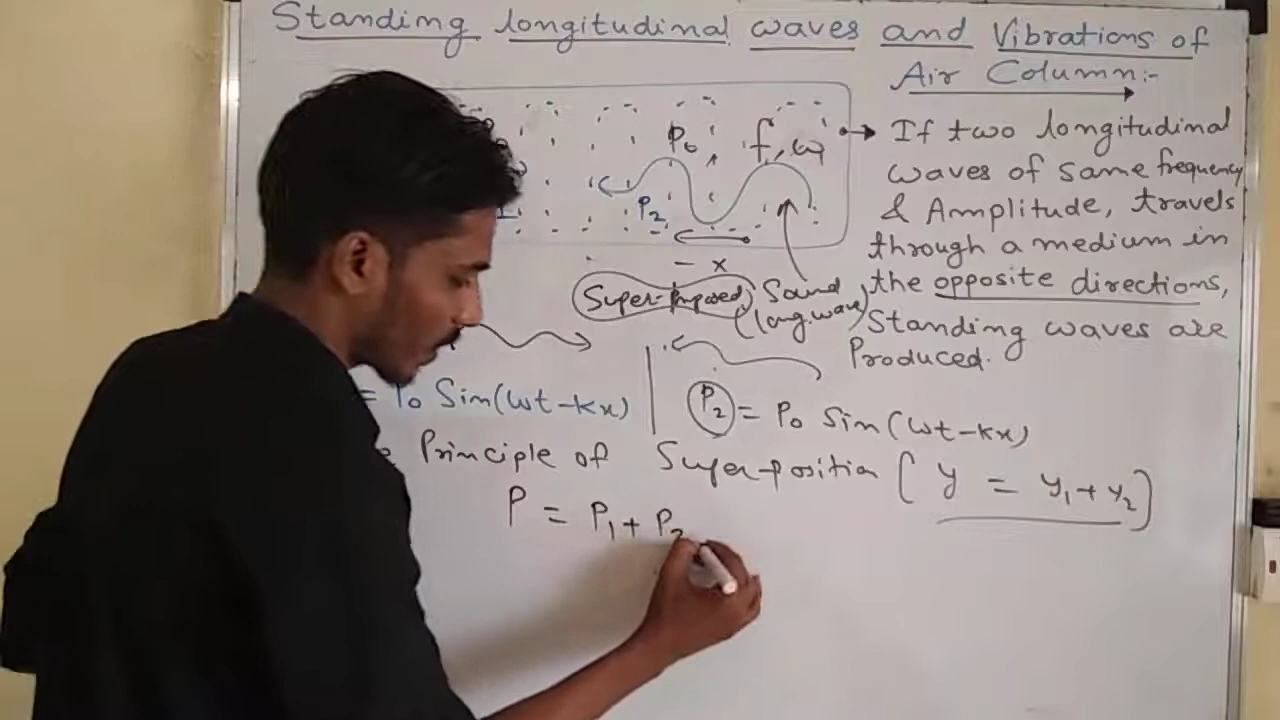 Standing longitudinal waves and Vibrations of
Air Column:-
P₀ f, ω
P₂
- x
Super-imposed Sound
(long. wave)
→ If two longitudinal
waves of same frequency
& Amplitude, travels
through a medium in
the opposite directions,
Standing waves are
Produced.
= P₀ Sin(ωt-kx) P₂ = P₀ Sin(ωt-kx)
Principle of Super-position [ y = y₁ + y₂ ]
P = P₁ + P₂